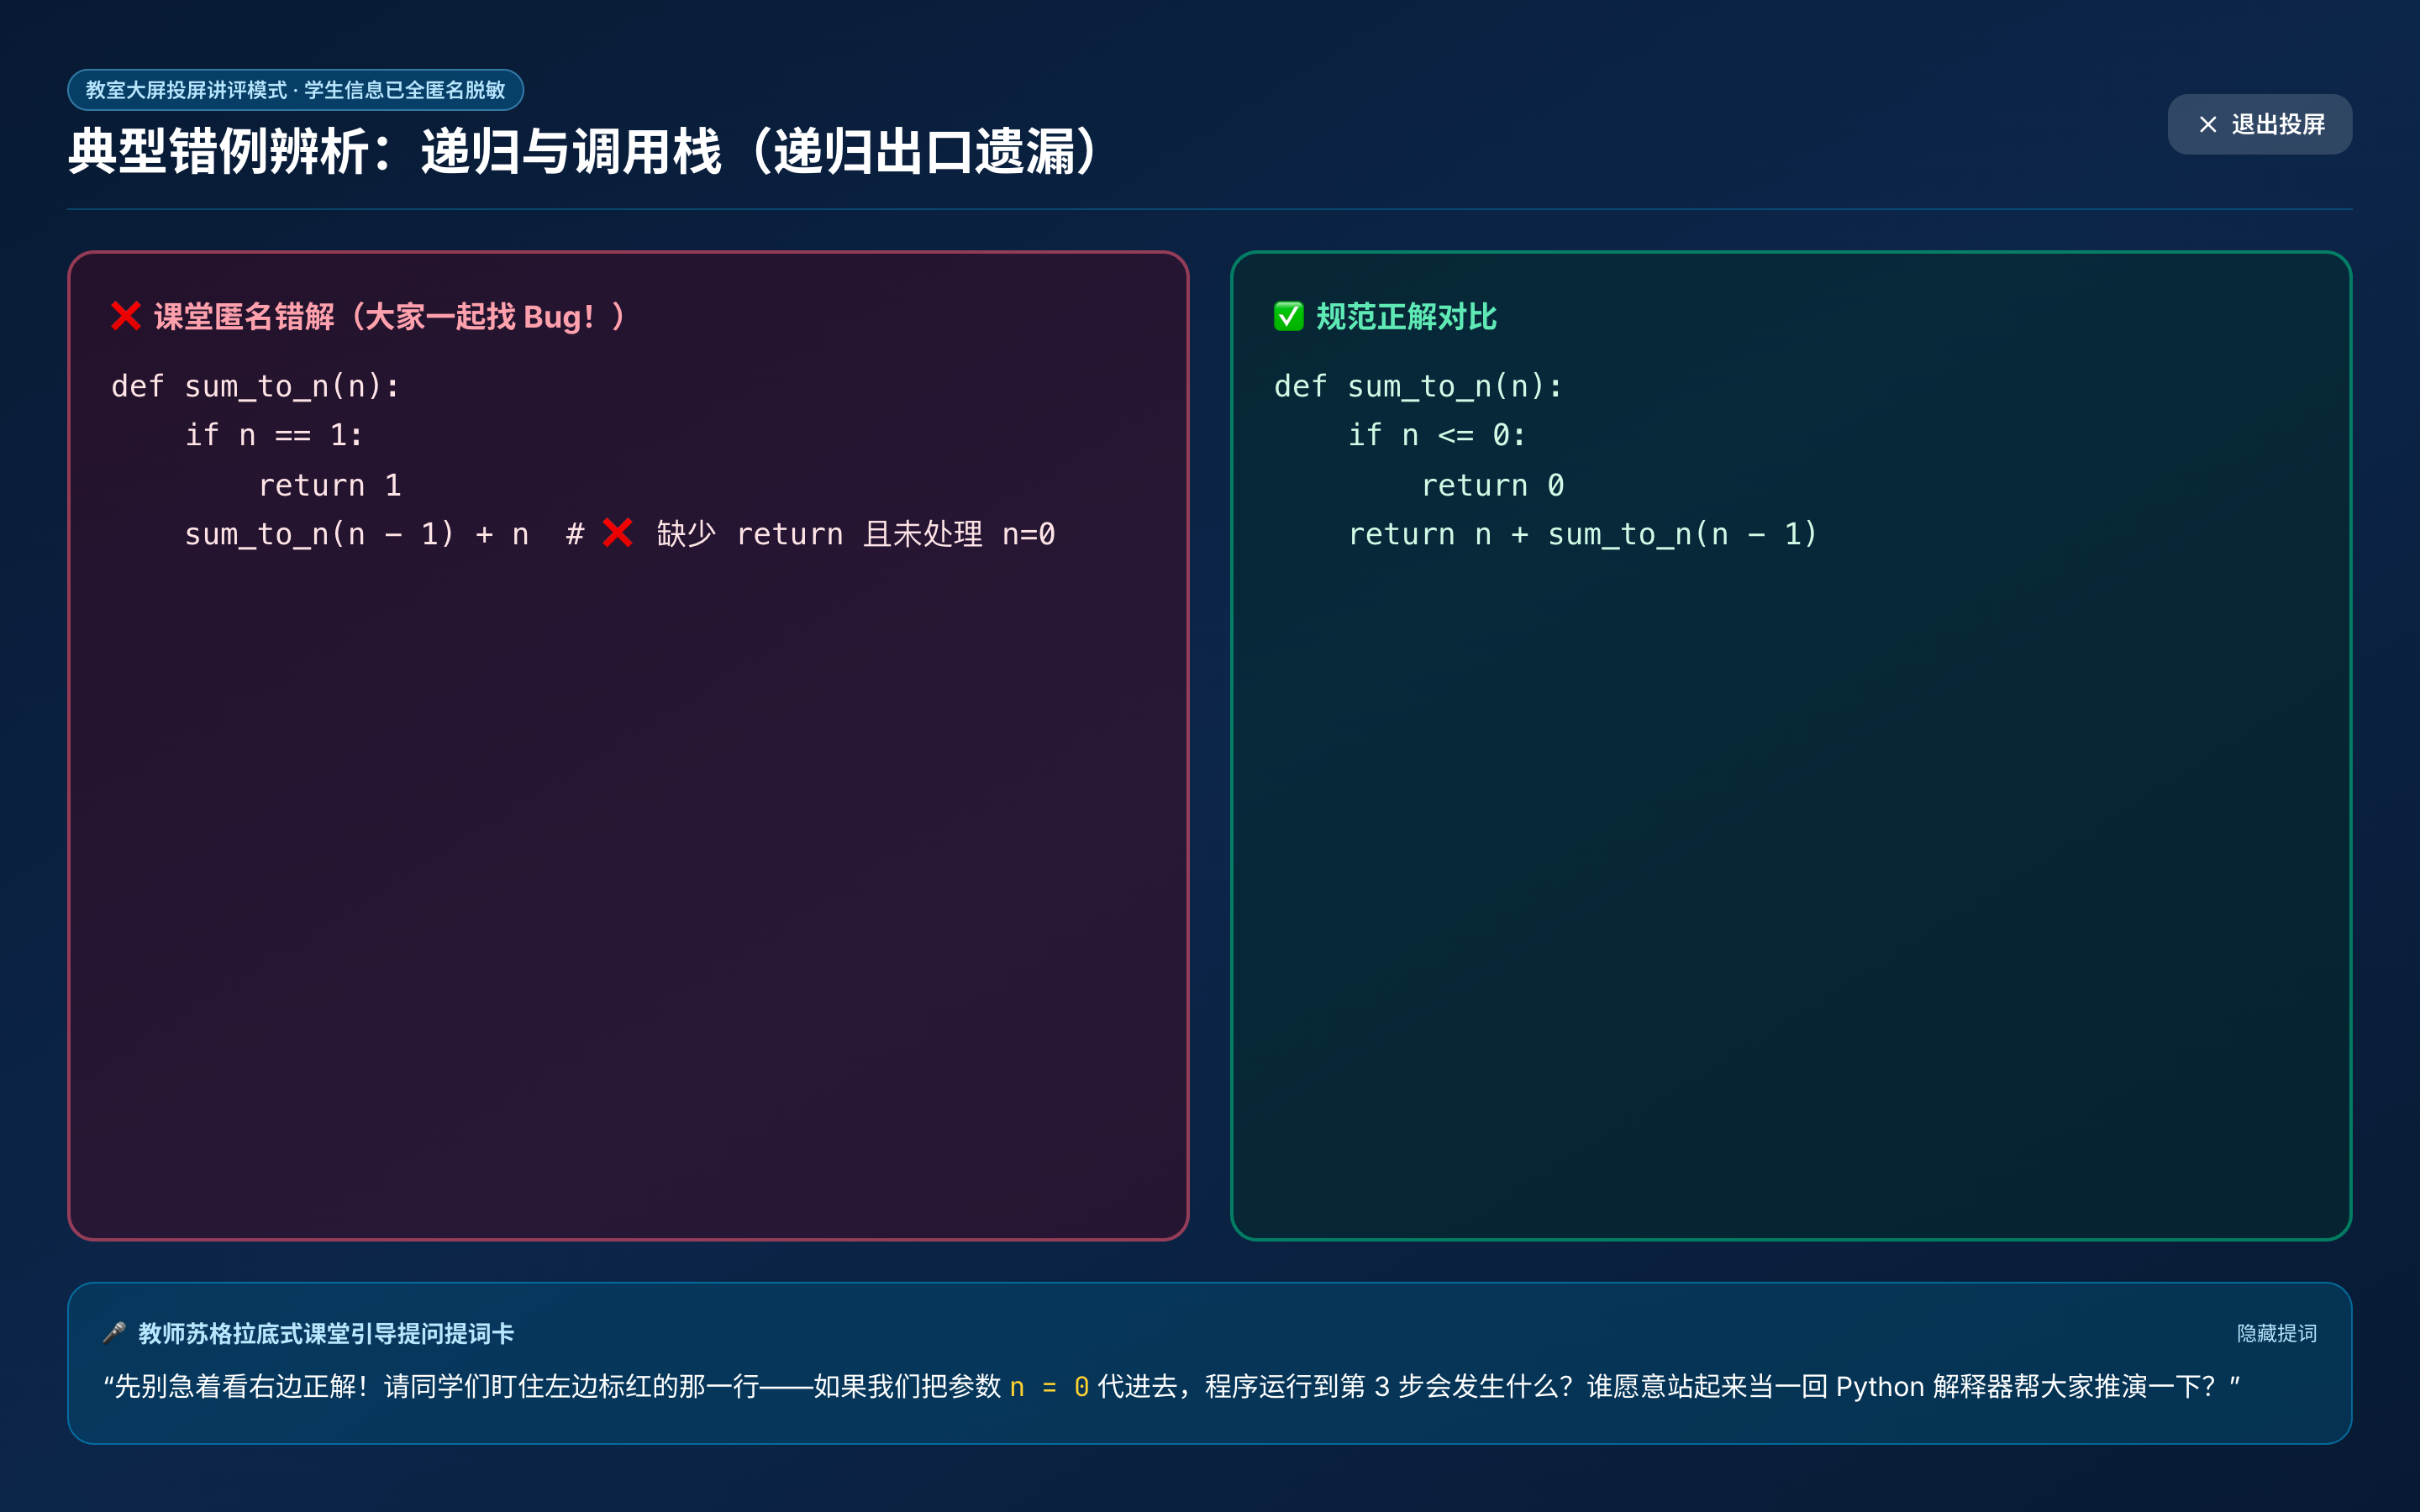 教室大屏投屏讲评模式 · 学生信息已全匿名脱敏
典型错例辨析：递归与调用栈（递归出口遗漏）
× 退出投屏
❌ 课堂匿名错解（大家一起找 Bug！）
def sum_to_n(n):
    if n == 1:
        return 1
    sum_to_n(n - 1) + n  # ❌ 缺少 return 且未处理 n=0
✅ 规范正解对比
def sum_to_n(n):
    if n <= 0:
        return 0
    return n + sum_to_n(n - 1)
🎤 教师苏格拉底式课堂引导提问提词卡
隐藏提词
“先别急着看右边正解！请同学们盯住左边标红的那一行——如果我们把参数 n = 0 代进去，程序运行到第 3 步会发生什么？谁愿意站起来当一回 Python 解释器帮大家推演一下？”